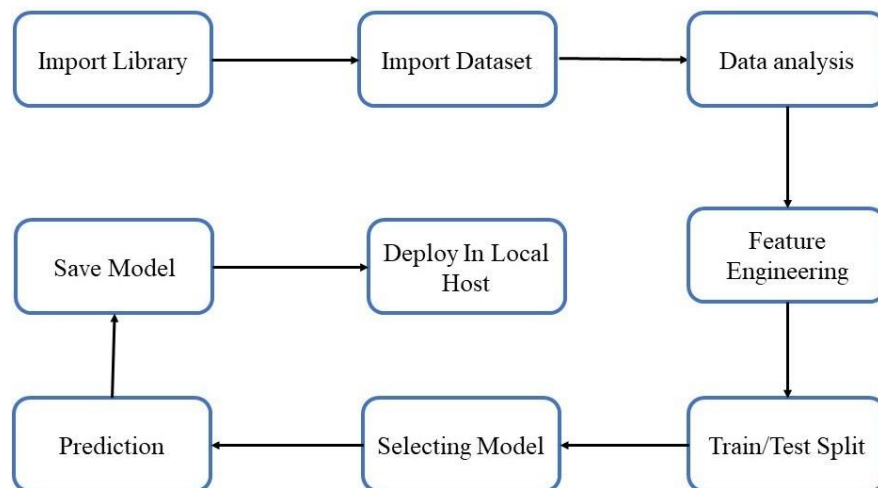 Import Library
Import Dataset
Data analysis
Feature
Engineering
Train/Test Split
Selecting Model
Prediction
Save Model
Deploy In Local
Host